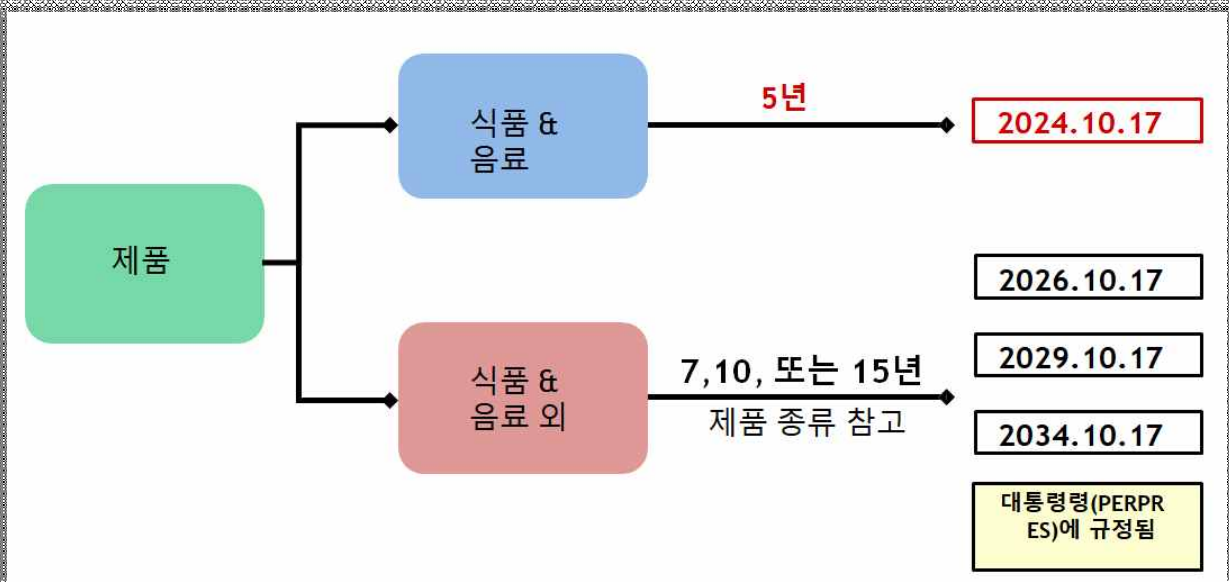 제품
식품 &
음료
5년
2024.10.17
식품 &
음료 외
7,10, 또는 15년
제품 종류 참고
2026.10.17
2029.10.17
2034.10.17
대통령령(PERPR
ES)에 규정됨